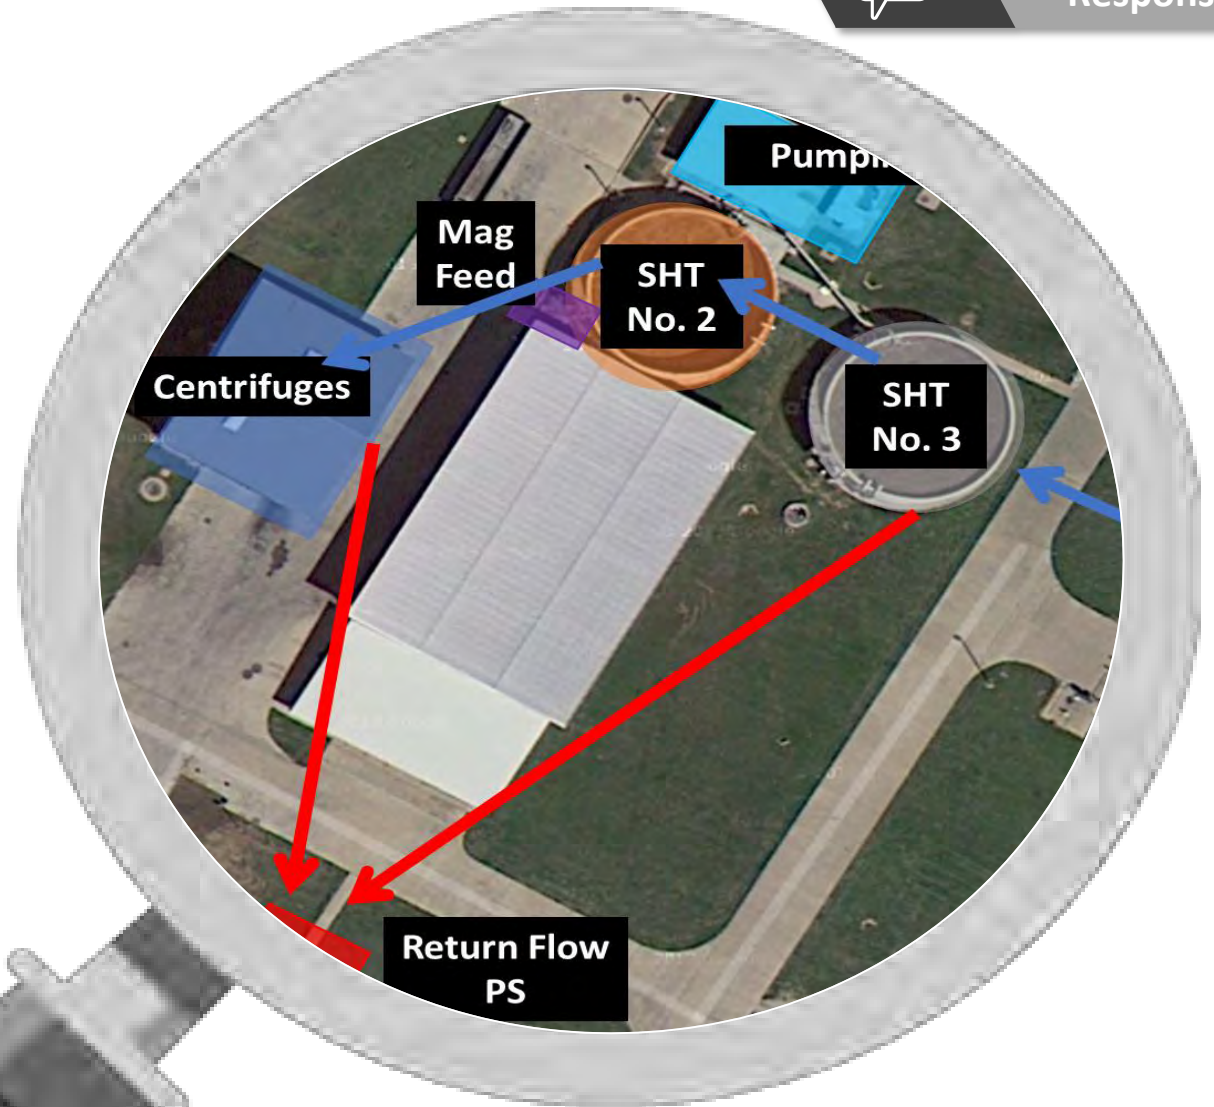 Mag
Feed
SHT
No. 2
Centrifuges
SHT
No. 3
Return Flow
PS